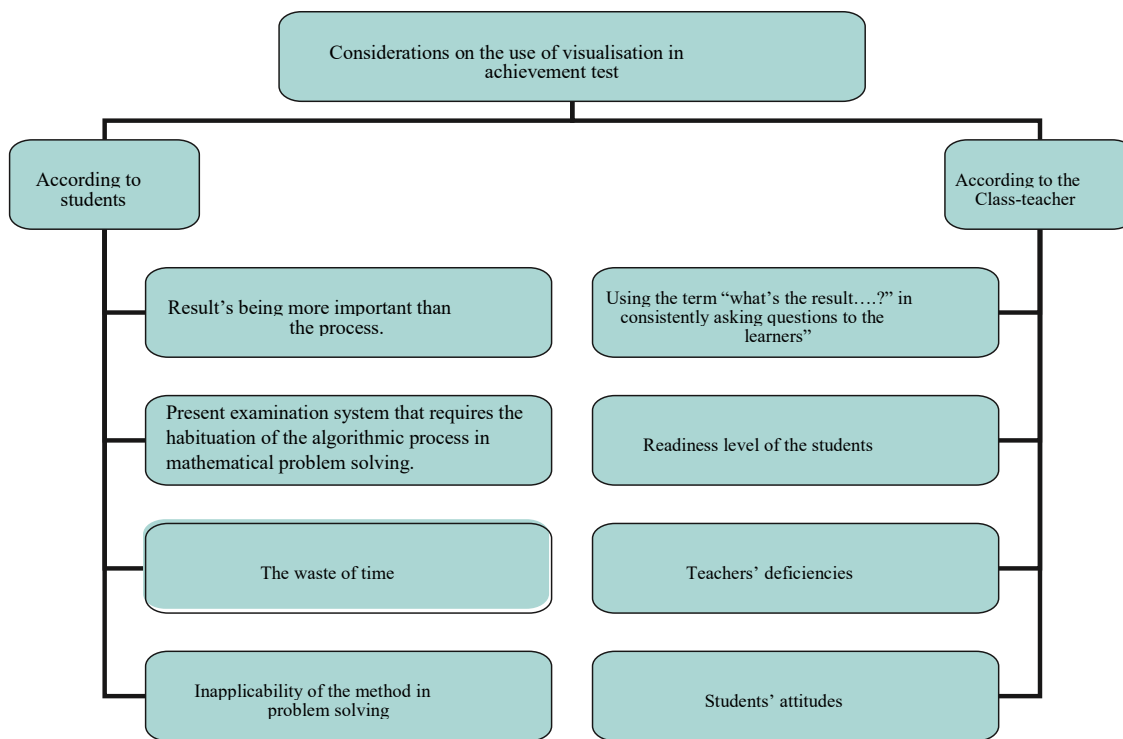 Considerations on the use of visualisation in
achievement test
According to
students
According to the
Class-teacher
Result’s being more important than
the process.
Present examination system that requires the
habituation of the algorithmic process in
mathematical problem solving.
The waste of time
Inapplicability of the method in
problem solving
Using the term “what’s the result….?” in
consistently asking questions to the
learners”
Readiness level of the students
Teachers’ deficiencies
Students’ attitudes